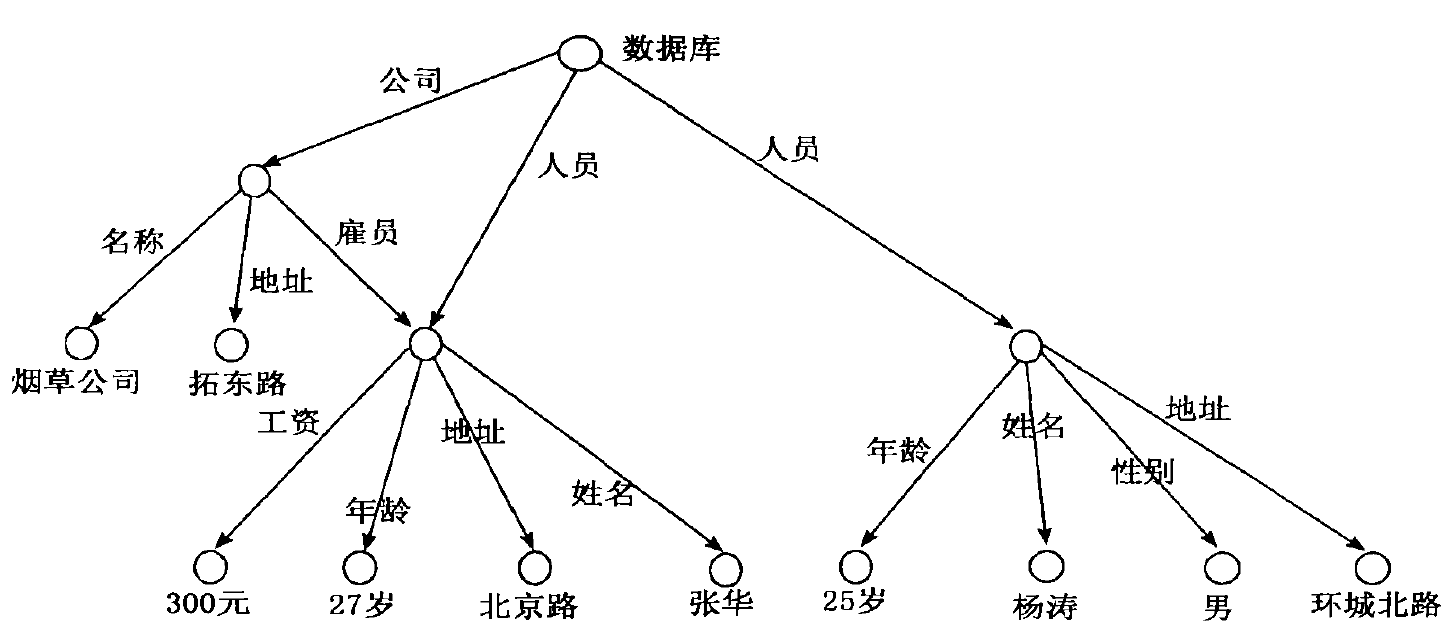 数据库
公司
人员
人员
名称
地址
雇员
烟草公司
拓东路
工资
年龄
地址
姓名
年龄
姓名
性别
地址
300元
27岁
北京路
张华
25岁
杨涛
男
环城北路